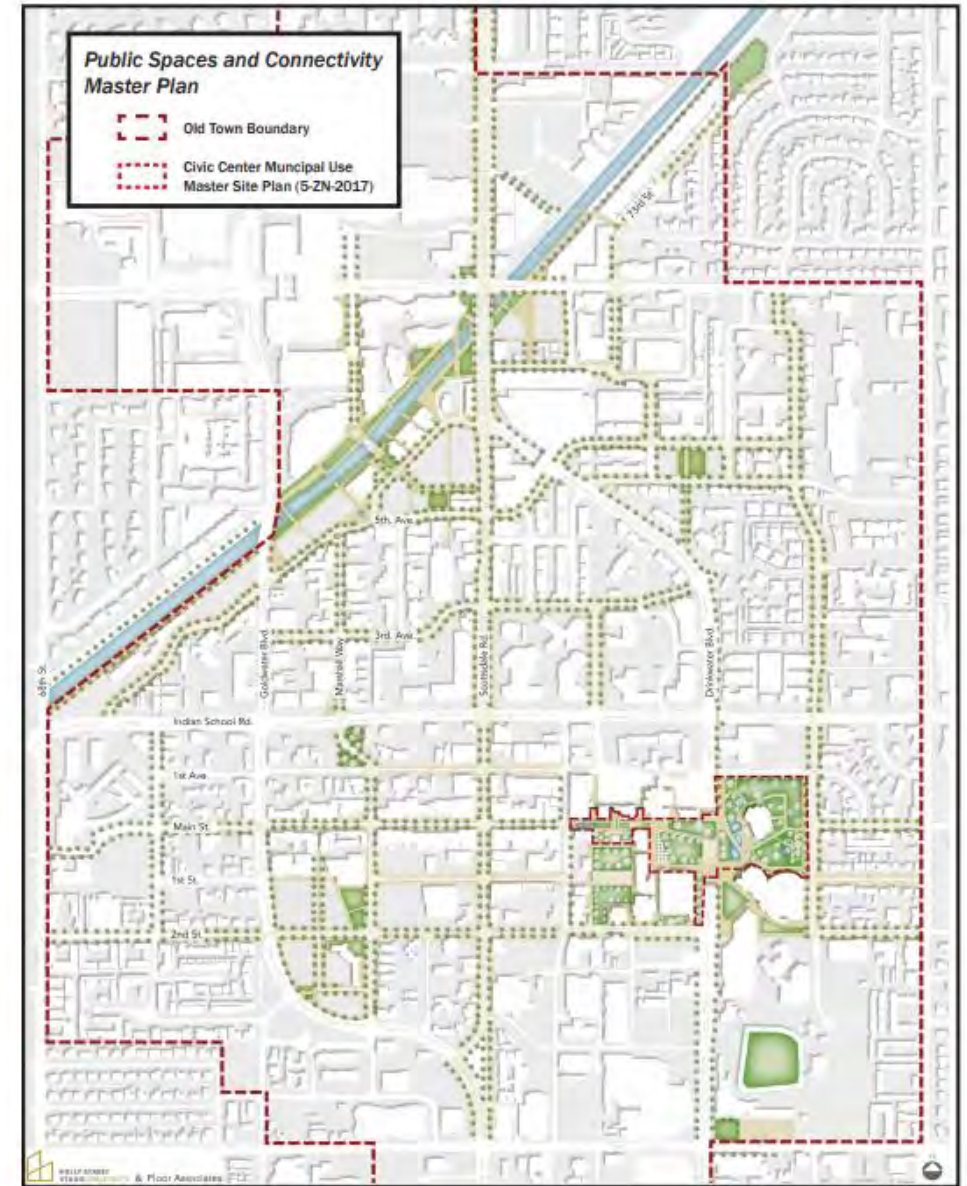 Public Spaces and Connectivity
Master Plan
Old Town Boundary
Civic Center Muncipal Use
Master Site Plan (5-ZN-2017)
73rd St.
5th. Ave.
3rd. Ave.
68th St.
Goldwater Blvd.
Marshall Way
Scottsdale Rd.
Drinkwater Blvd.
Indian School Rd.
1st Ave.
Main St.
1st St.
2nd St.
& Floor Associates